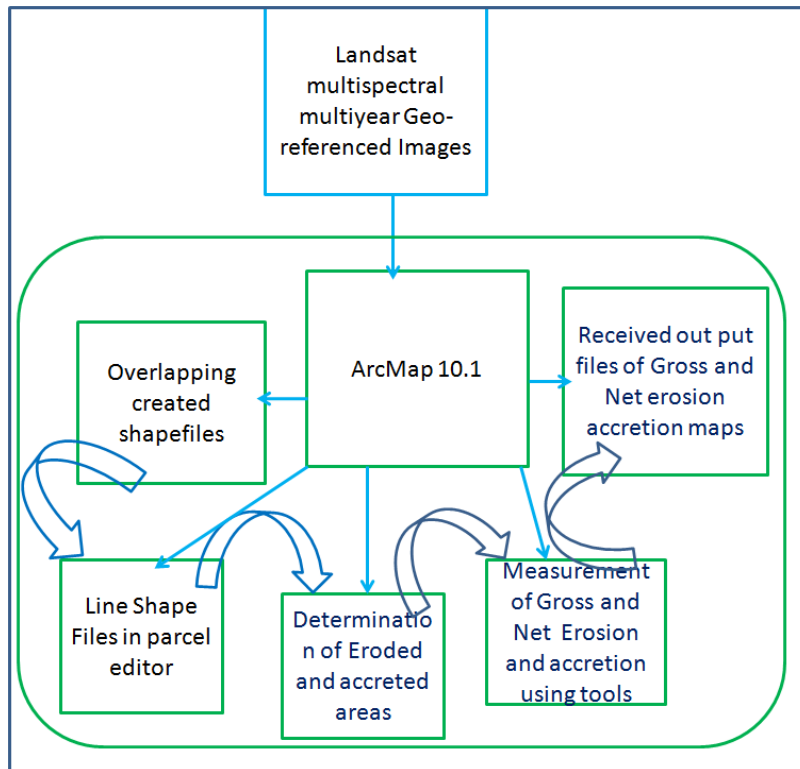 Landsat
multispectral
multiyear Geo-
referenced Images
ArcMap 10.1
Overlapping
created
shapefiles
Received out put
files of Gross and
Net erosion
accretion maps
Line Shape
Files in parcel
editor
Determinatio
n of Eroded
and accreted
areas
Measurement
of Gross and
Net Erosion
and accretion
using tools